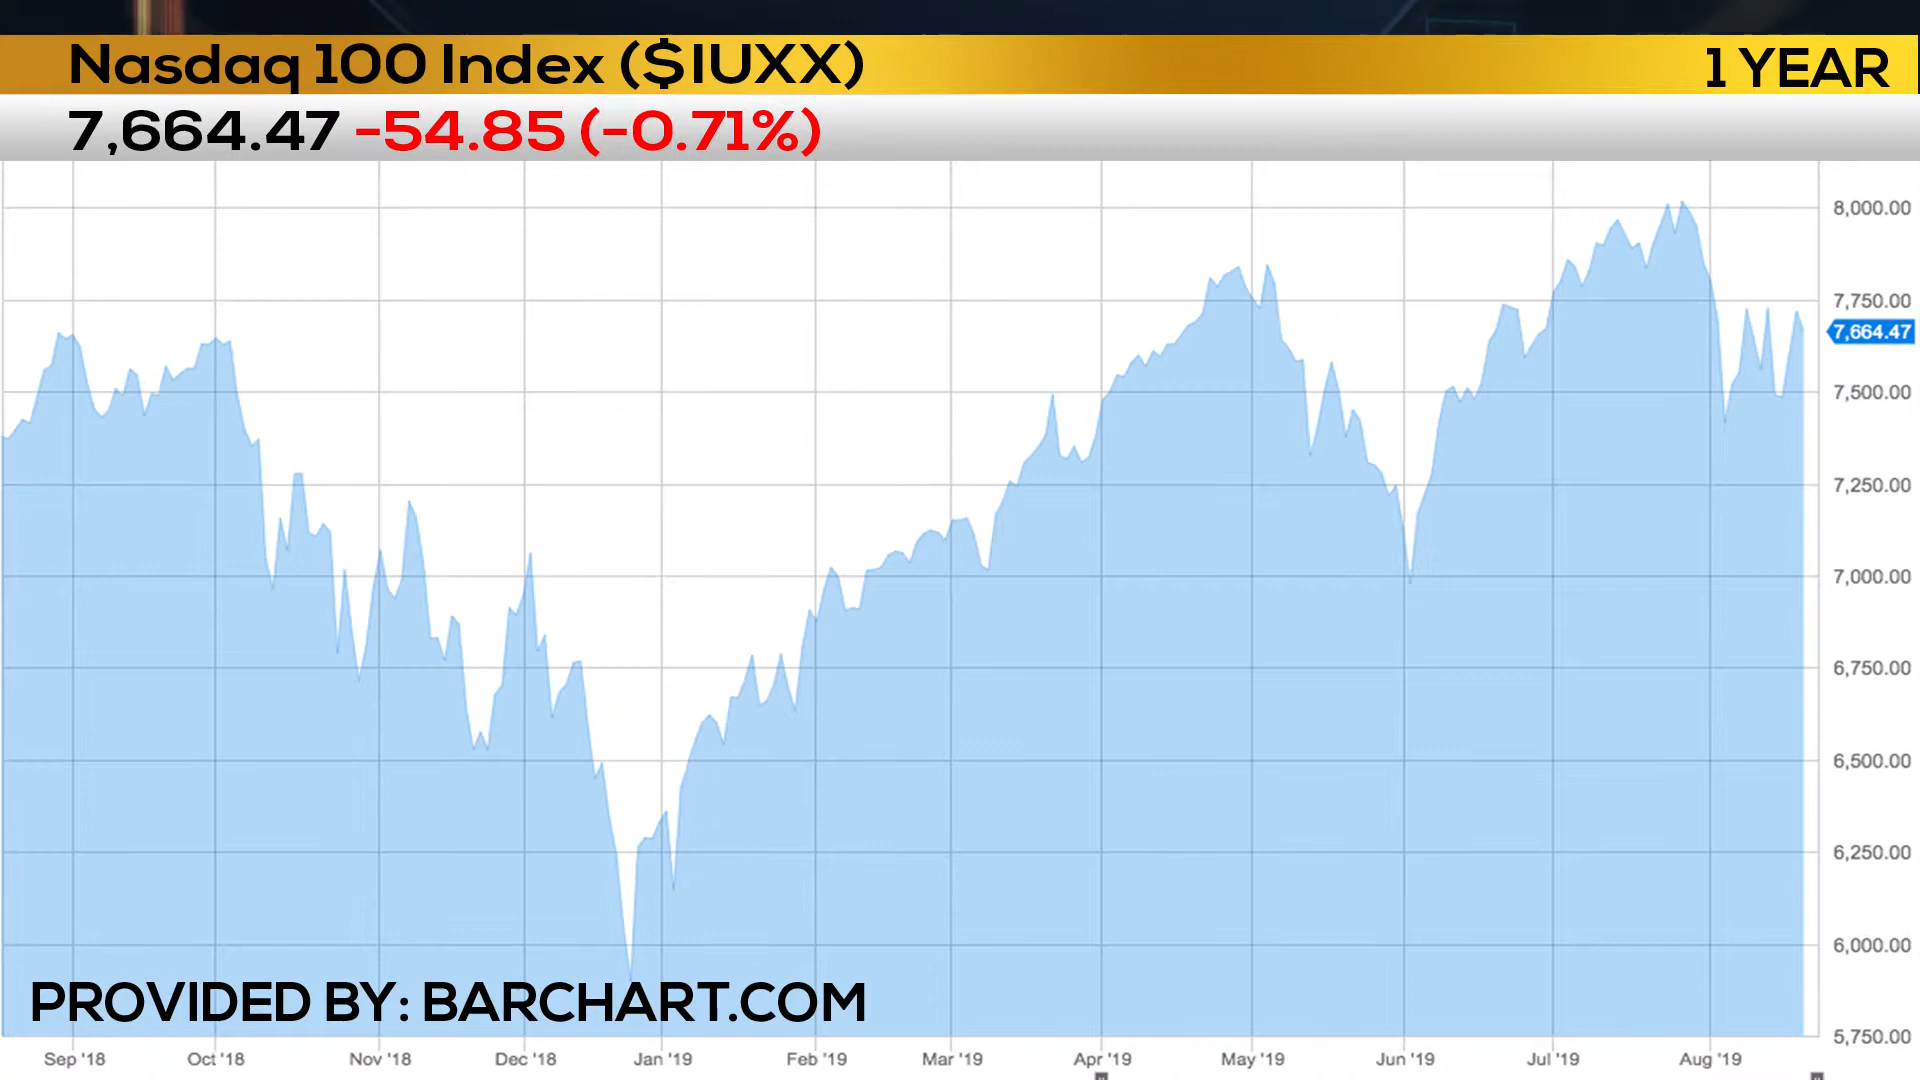 Nasdaq 100 Index ($IUXX)
1 YEAR
7,664.47 -54.85 (-0.71%)
8,000.00
7,750.00
7,664.47
7,500.00
7,250.00
7,000.00
6,750.00
6,500.00
6,250.00
6,000.00
5,750.00
PROVIDED BY: BARCHART.COM
Sep '18 Oct '18 Nov '18 Dec '18 Jan '19 Feb '19 Mar '19 Apr '19 May '19 Jun '19 Jul '19 Aug '19